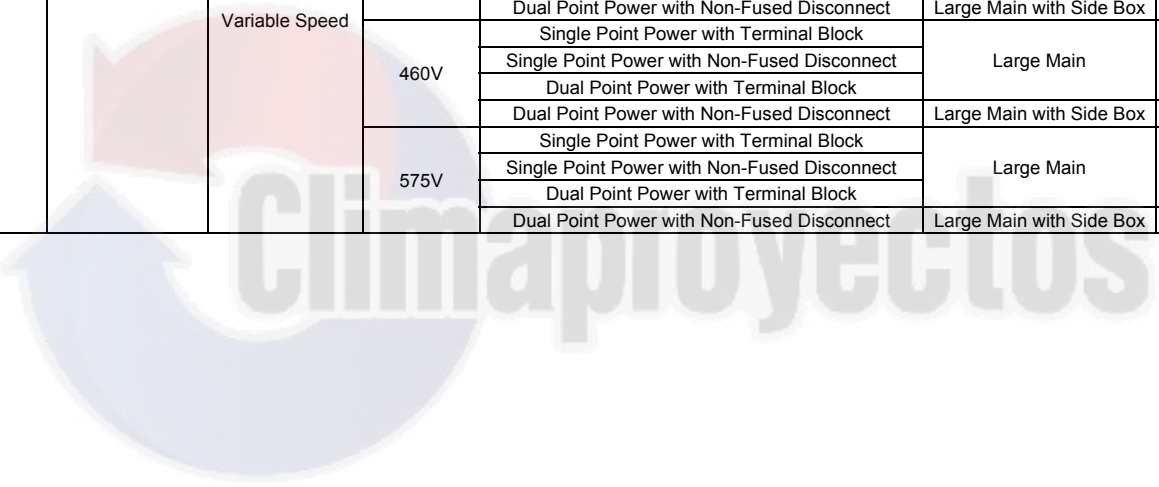 Dual Point Power with Non-Fused Disconnect Large Main with Side Box
Variable Speed
Single Point Power with Terminal Block
460V Single Point Power with Non-Fused Disconnect Large Main
Dual Point Power with Terminal Block
Dual Point Power with Non-Fused Disconnect Large Main with Side Box
Single Point Power with Terminal Block
575V Single Point Power with Non-Fused Disconnect Large Main
Dual Point Power with Terminal Block
Dual Point Power with Non-Fused Disconnect Large Main with Side Box
Climaproyectos